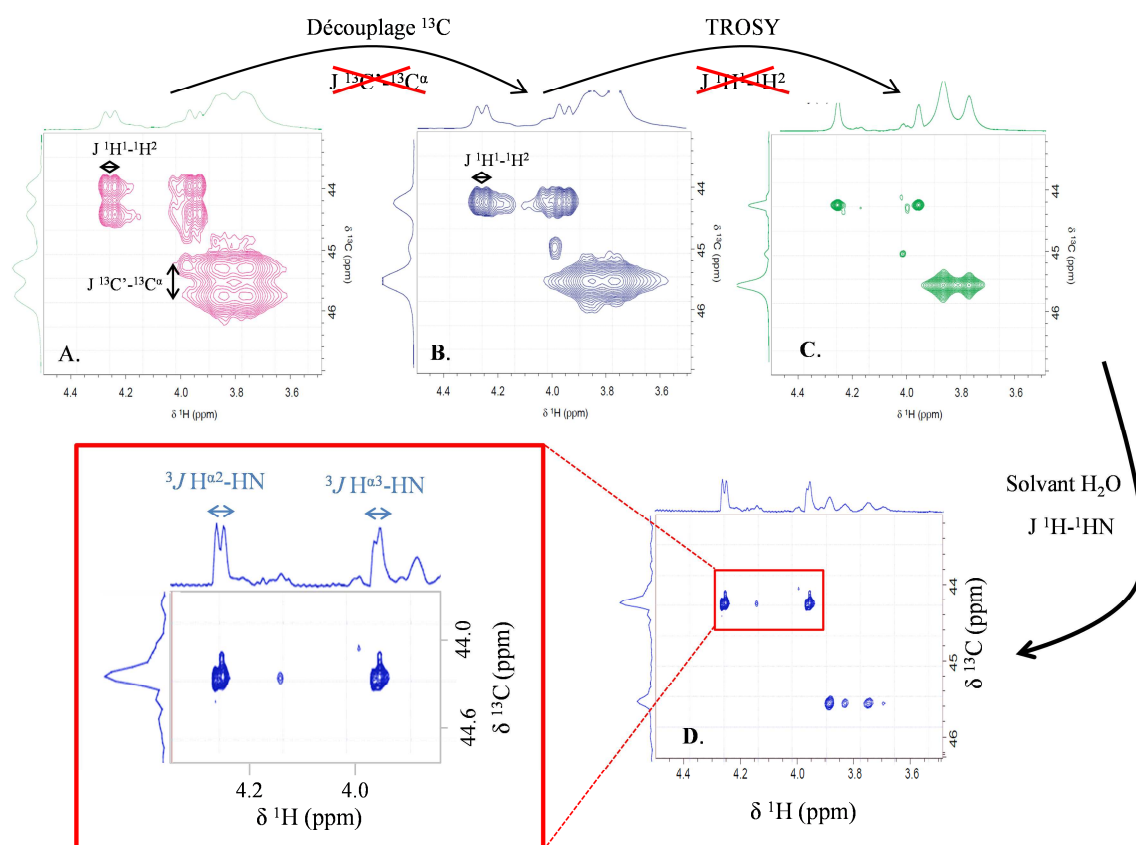 Découplage ¹³C
TROSY
J ¹³C'-¹³Cᵅ
J ¹H¹-¹H²
J ¹H¹-¹H²
J ¹³C'-¹³Cᵅ
A.
44
45
46
δ ¹³C (ppm)
4.4 4.2 4.0 3.8 3.6
δ ¹H (ppm)
J ¹H¹-¹H²
B.
44
45
46
δ ¹³C (ppm)
4.4 4.2 4.0 3.8 3.6
δ ¹H (ppm)
C.
44
45
46
δ ¹³C (ppm)
4.4 4.2 4.0 3.8 3.6
δ ¹H (ppm)
Solvant H₂O
J ¹H-¹HN
³J Hᵅ²-HN
³J Hᵅ³-HN
44.0
44.6
δ ¹³C (ppm)
4.2 4.0
δ ¹H (ppm)
D.
44
45
46
δ ¹³C (ppm)
4.4 4.2 4.0 3.8 3.6
δ ¹H (ppm)